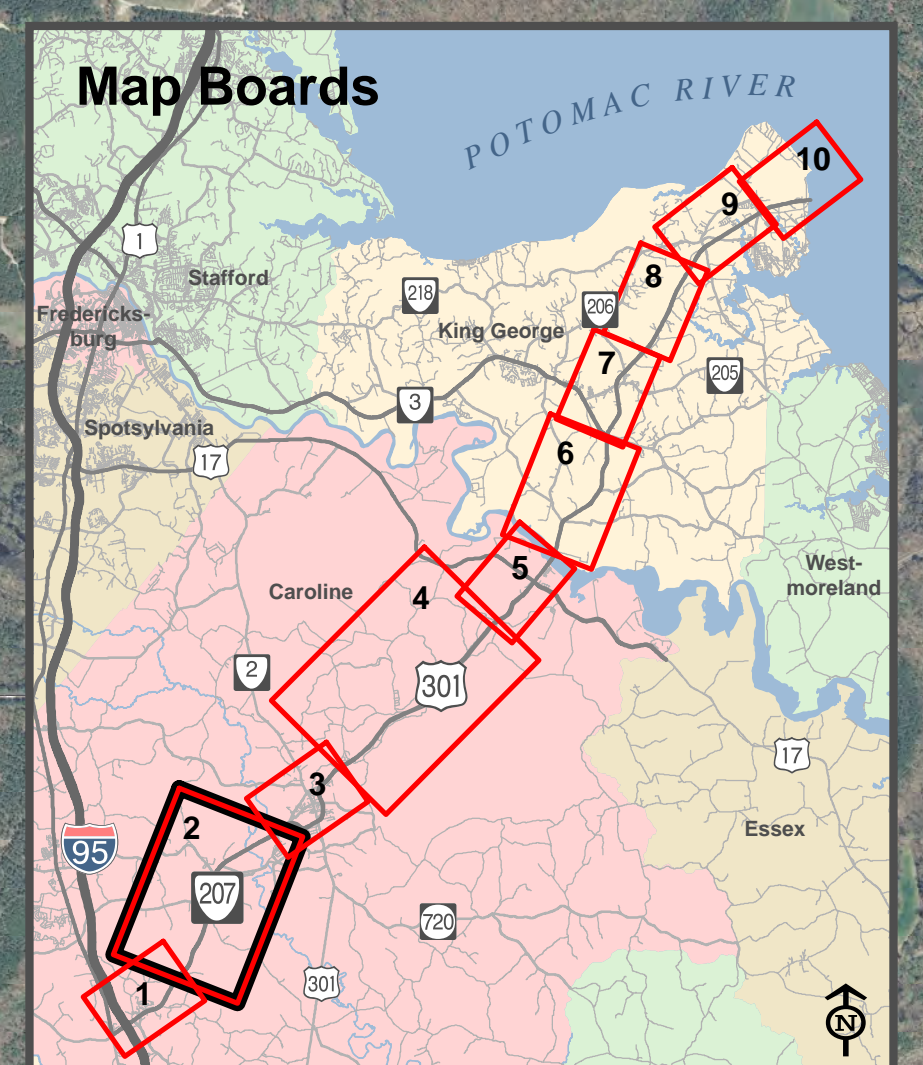 Map Boards
POTOMAC RIVER
10
9
1
8
Stafford
218
206
Fredericks-
burg
King George
7
205
3
Spotsylvania
6
17
5
West-
moreland
Caroline
4
2
301
17
3
2
Essex
95
207
720
301
1
N